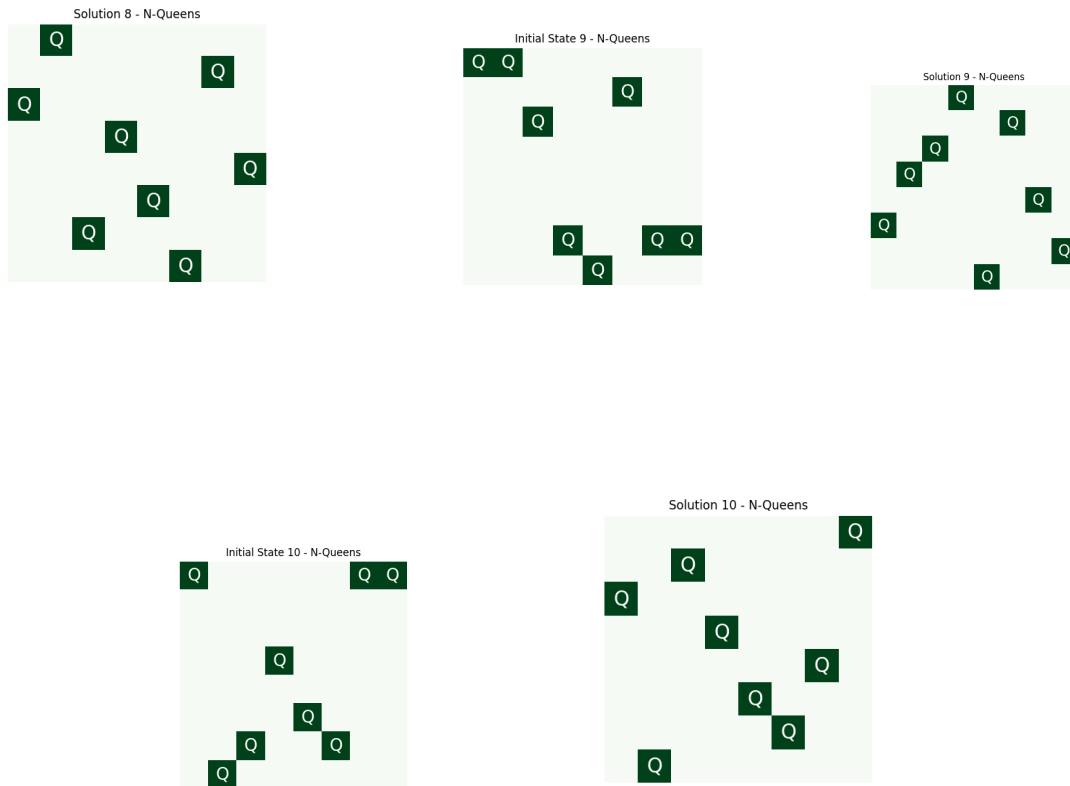 Solution 8 - N-Queens
Q
Q
Q
Q
Q
Q
Q
Q
Initial State 9 - N-Queens
Q Q
Q
Q
Q Q Q
Q
Solution 9 - N-Queens
Q
Q
Q
Q
Q
Q
Q
Q
Initial State 10 - N-Queens
Q Q Q
Q
Q
Q Q
Q
Solution 10 - N-Queens
Q
Q
Q
Q
Q
Q
Q
Q